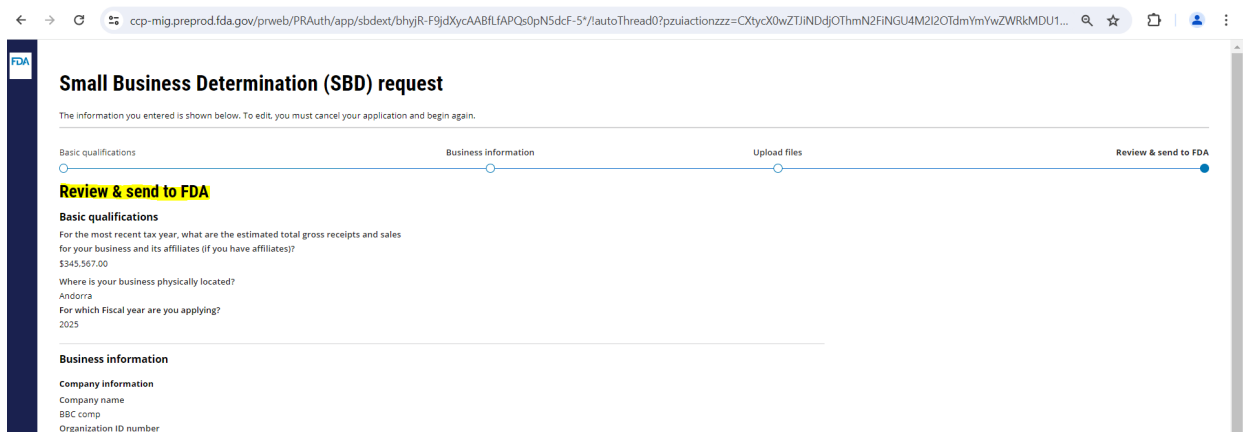 ccp-mig.preprod.fda.gov/prweb/PRAuth/app/sbdext/bhyjR-F9jdXycAABfLfAPQs0pN5dcF-5*/!autoThread0?pzuiactionzzz=CXtycX0wZTJiNDdjOThmN2FiNGU4M2I2OTdmYmYwZWRkMDU1...
FDA
Small Business Determination (SBD) request
The information you entered is shown below. To edit, you must cancel your application and begin again.
Basic qualifications Business information Upload files Review & send to FDA
Review & send to FDA
Basic qualifications
For the most recent tax year, what are the estimated total gross receipts and sales
for your business and its affiliates (if you have affiliates)?
$345,567.00
Where is your business physically located?
Andorra
For which Fiscal year are you applying?
2025
Business information
Company information
Company name
BBC comp
Organization ID number